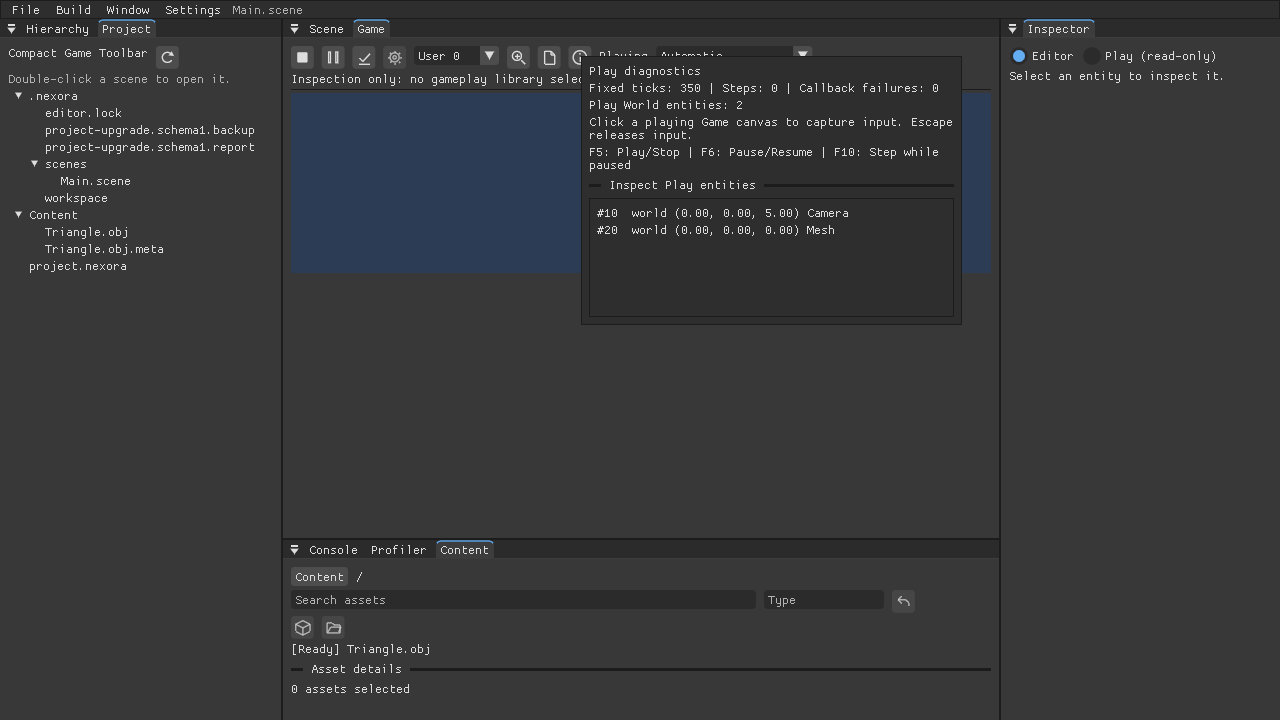 File Build Window Settings Main.scene
Hierarchy Project
Compact Game Toolbar
Double-click a scene to open it.
.nexora
editor.lock
project-upgrade.schema1.backup
project-upgrade.schema1.report
scenes
Main.scene
workspace
Content
Triangle.obj
Triangle.obj.meta
project.nexora
Scene Game
User 0 Playing Automatic
Inspection only: no gameplay library
Play diagnostics
Fixed ticks: 350 | Steps: 0 | Callback failures: 0
Play World entities: 2
Click a playing Game canvas to capture input. Escape
releases input.
F5: Play/Stop | F6: Pause/Resume | F10: Step while
paused
Inspect Play entities
#10 world (0.00, 0.00, 5.00) Camera
#20 world (0.00, 0.00, 0.00) Mesh
Console Profiler Content
Content /
Search assets Type
[Ready] Triangle.obj
Asset details
0 assets selected
Inspector
Editor Play (read-only)
Select an entity to inspect it.